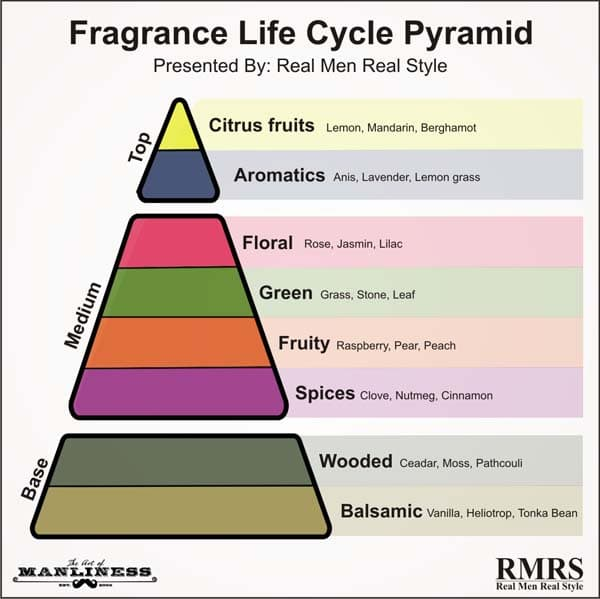 Fragrance Life Cycle Pyramid
Presented By: Real Men Real Style
Top
Citrus fruits Lemon, Mandarin, Berghamot
Aromatics Anis, Lavender, Lemon grass
Medium
Floral Rose, Jasmin, Lilac
Green Grass, Stone, Leaf
Fruity Raspberry, Pear, Peach
Spices Clove, Nutmeg, Cinnamon
Base
Wooded Ceadar, Moss, Pathcouli
Balsamic Vanilla, Heliotrop, Tonka Bean
The Art of
MANLINESS
EST. 2008
RMRS
Real Men Real Style